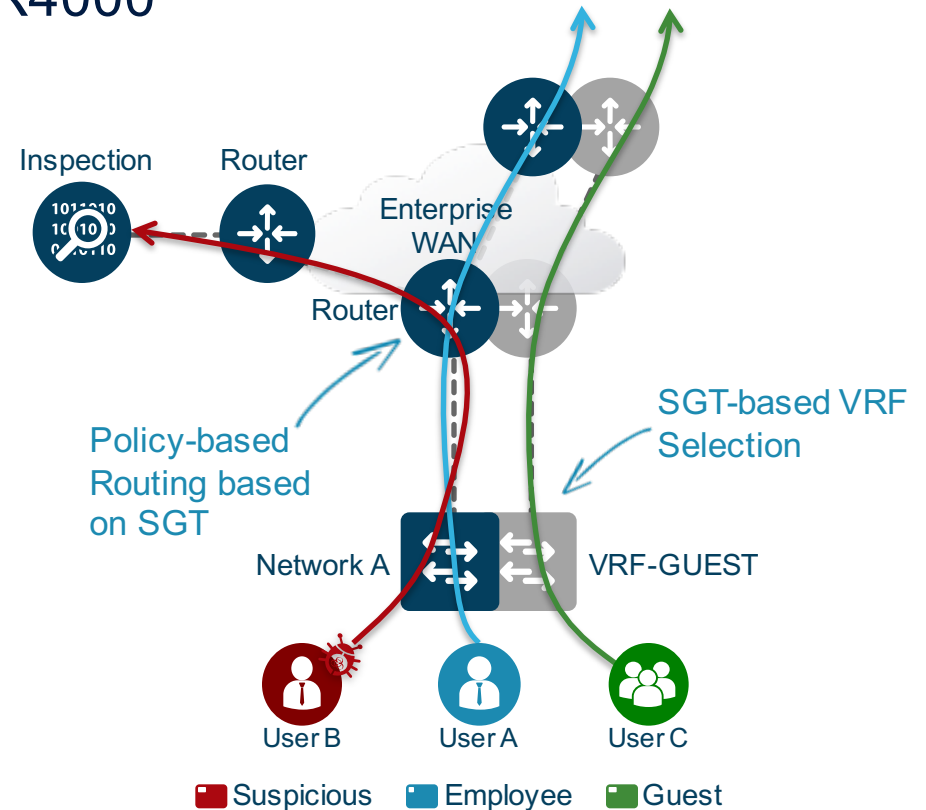 Inspection
Router
1011010
Enterprise
WAN
Router
SGT-based VRF
Selection
Policy-based
Routing based
on SGT
Network A
VRF-GUEST
User B
User A
User C
Suspicious
Employee
Guest